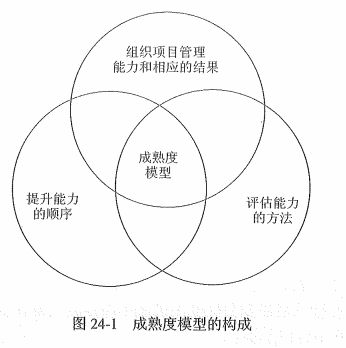 组织项目管理
能力和相应的结果
成熟度
模型
提升能力
的顺序
评估能力
的方法
图 24-1 成熟度模型的构成